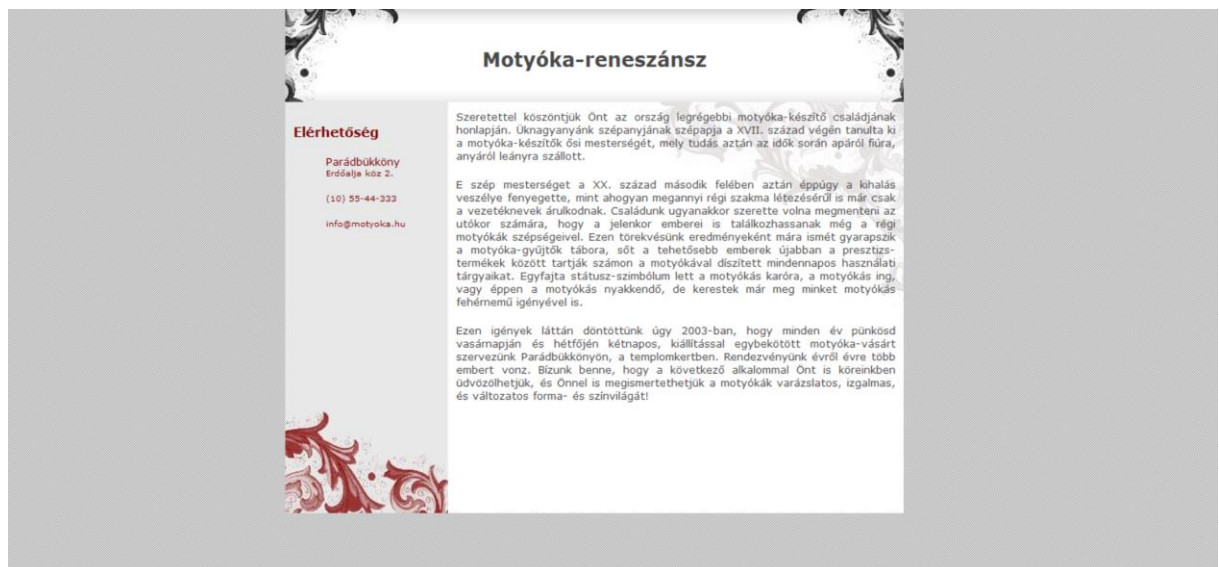 Motyóka-reneszánsz
Elérhetőség
Parádbükköny
Erdőalja köz 2.
(10) 55-44-333
info@motyoka.hu
Szeretettel köszöntjük Önt az ország legrégebbi motyóka-készítő családjának
honlapján. Üknagyanyánk szépanyjának szépapja a XVII. század végén tanulta ki
a motyóka-készítők ősi mesterségét, mely tudás aztán az idők során apáról fiúra,
anyáról leányra szállott.
E szép mesterséget a XX. század második felében aztán éppúgy a kihalás
veszélye fenyegette, mint ahogyan megannyi régi szakma létezésérűl is már csak
a vezetéknevek árulkodnak. Családunk ugyanakkor szerette volna megmenteni az
utókor számára, hogy a jelenkor emberei is találkozhassanak még a régi
motyókák szépségeivel. Ezen törekvésünk eredményeként mára ismét gyarapszik
a motyóka-gyűjtők tábora, sőt a tehetősebb emberek újabban a presztizs-
termékek között tartják számon a motyókával díszített mindennapos használati
tárgyaikat. Egyfajta státusz-szimbólum lett a motyókás karóra, a motyókás ing,
vagy éppen a motyókás nyakkendő, de kerestek már meg minket motyókás
fehérnemű igényével is.
Ezen igények láttán döntöttünk úgy 2003-ban, hogy minden év pünkösd
vasárnapján és hétfőjén kétnapos, kiállítással egybekötött motyóka-vásárt
szervezünk Parádbükkönyön, a templomkertben. Rendezvényünk évről évre több
embert vonz. Bízunk benne, hogy a következő alkalommal Önt is köreinkben
üdvözölhetjük, és Önnel is megismertethetjük a motyókák varázslatos, izgalmas,
és változatos forma- és színvilágát!